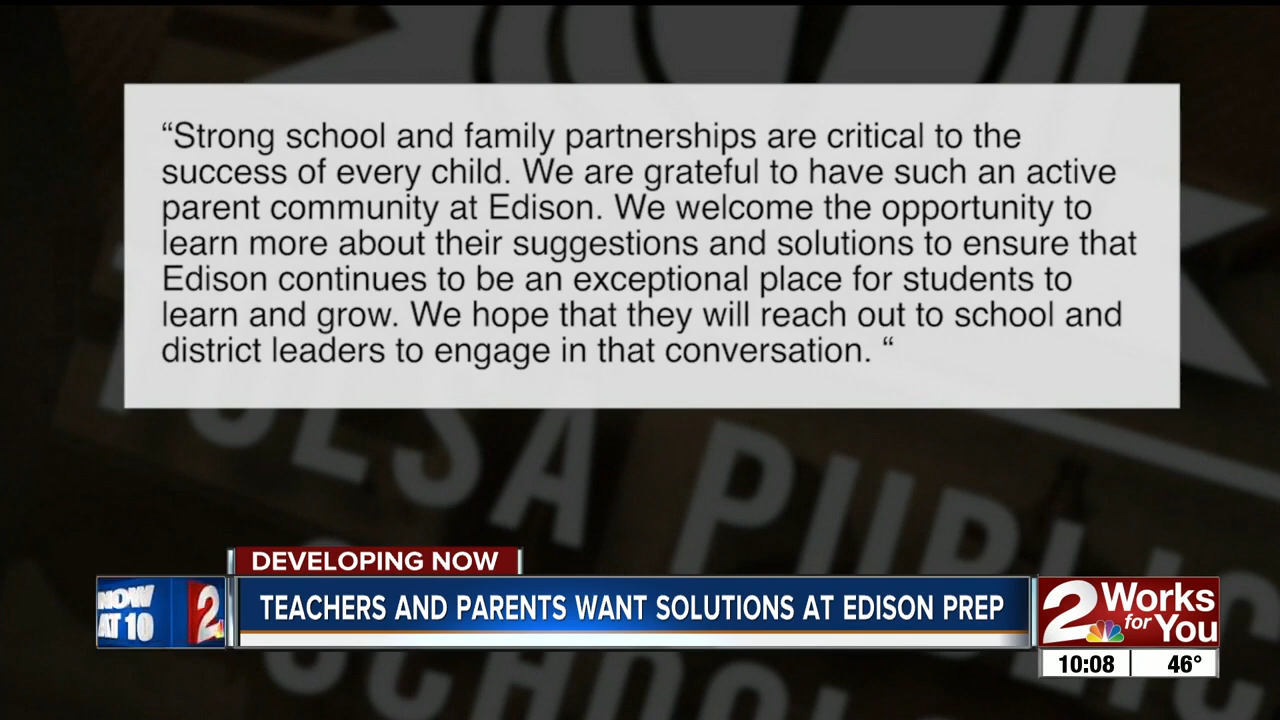 “Strong school and family partnerships are critical to the
success of every child. We are grateful to have such an active
parent community at Edison. We welcome the opportunity to
learn more about their suggestions and solutions to ensure that
Edison continues to be an exceptional place for students to
learn and grow. We hope that they will reach out to school and
district leaders to engage in that conversation. “
TULSA PUBLIC
SCHOOLS
DEVELOPING NOW
NOW
AT 10
2
TEACHERS AND PARENTS WANT SOLUTIONS AT EDISON PREP
2 Works
for You
10:08 46°